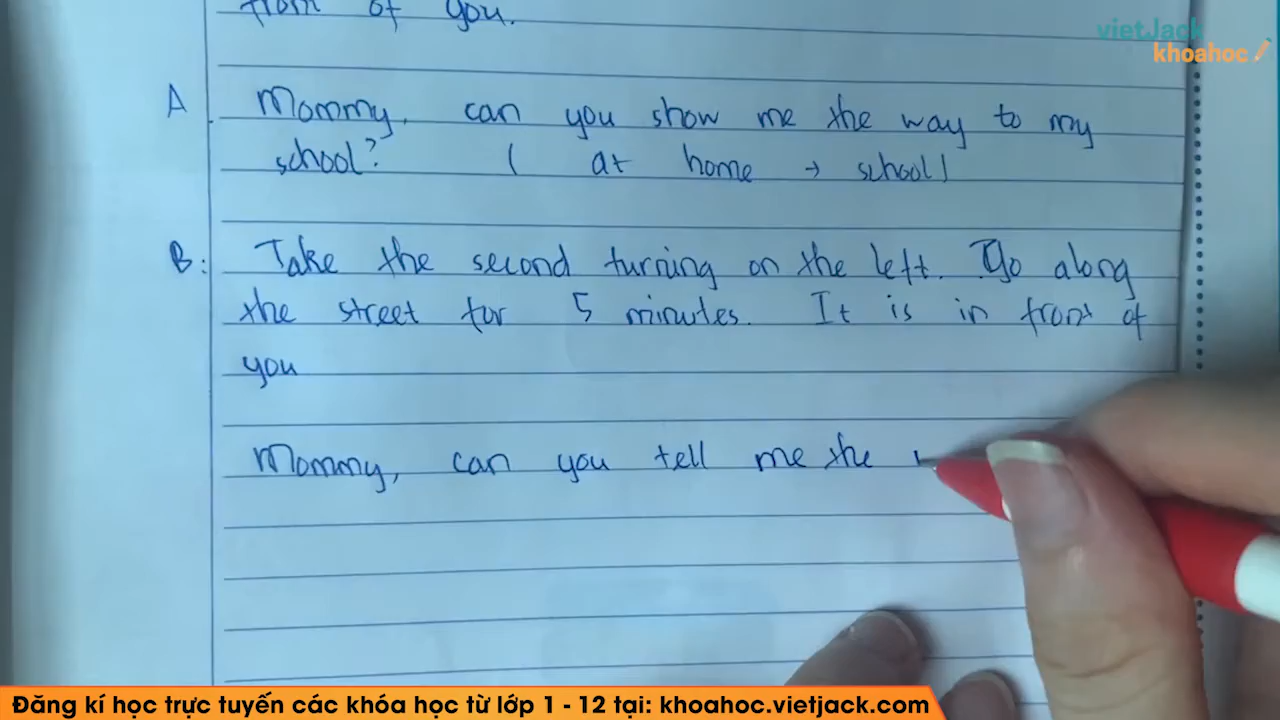 from of you.
vietJack
khoahoc
A Mommy, can you show me the way to my
school? ( at home → school)
B: Take the second turning on the left. Go along
the street for 5 minutes. It is in front of
you
Mommy, can you tell me the
Đăng kí học trực tuyến các khóa học từ lớp 1 - 12 tại: khoahoc.vietjack.com